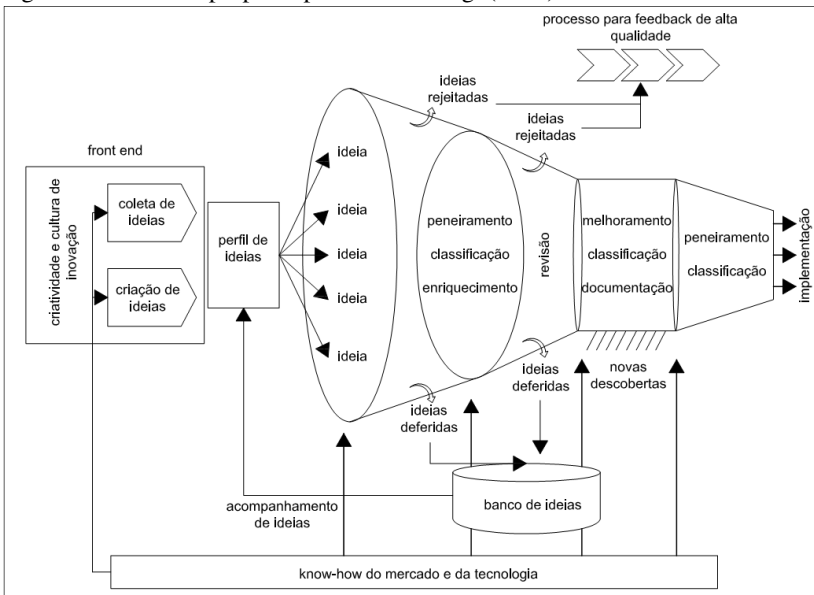 processo para feedback de alta
qualidade
ideias
rejeitadas
ideias
rejeitadas
front end
criatividade e cultura de
inovação
coleta de
ideias
criação de
ideias
perfil de
ideias
ideia
ideia
ideia
ideia
ideia
peneiramento
classificação
enriquecimento
revisão
melhoramento
classificação
documentação
peneiramento
classificação
implementação
ideias
deferidas
ideias
deferidas
novas
descobertas
banco de ideias
acompanhamento
de ideias
know-how do mercado e da tecnologia